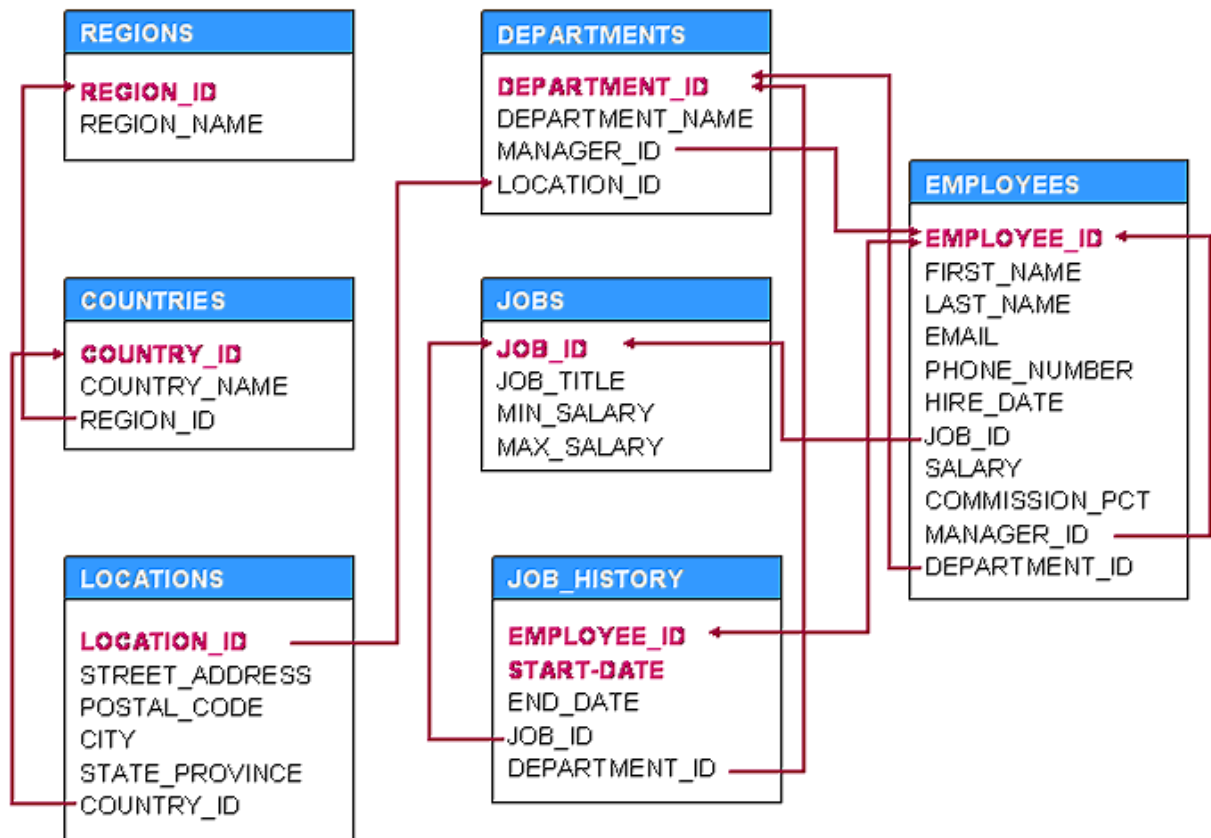 REGIONS
REGION_ID
REGION_NAME
COUNTRIES
COUNTRY_ID
COUNTRY_NAME
REGION_ID
LOCATIONS
LOCATION_ID
STREET_ADDRESS
POSTAL_CODE
CITY
STATE_PROVINCE
COUNTRY_ID
DEPARTMENTS
DEPARTMENT_ID
DEPARTMENT_NAME
MANAGER_ID
LOCATION_ID
JOBS
JOB_ID
JOB_TITLE
MIN_SALARY
MAX_SALARY
JOB_HISTORY
EMPLOYEE_ID
START-DATE
END_DATE
JOB_ID
DEPARTMENT_ID
EMPLOYEES
EMPLOYEE_ID
FIRST_NAME
LAST_NAME
EMAIL
PHONE_NUMBER
HIRE_DATE
JOB_ID
SALARY
COMMISSION_PCT
MANAGER_ID
DEPARTMENT_ID